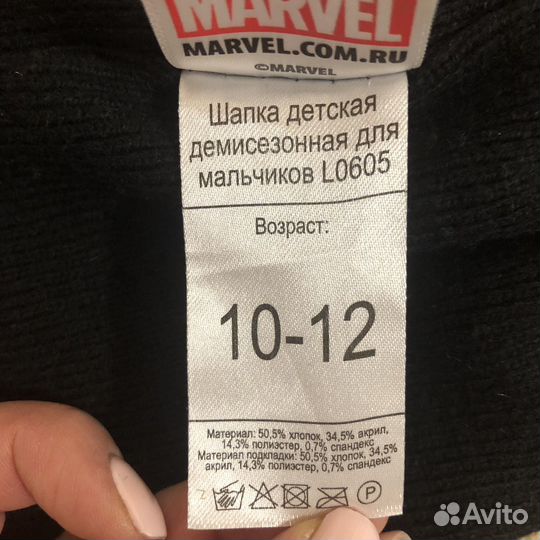 MARVEL
MARVEL.COM.RU
©MARVEL
Шапка детская
демисезонная для
мальчиков L0605
Возраст:
10-12
Материал: 50,5% хлопок, 34,5% акрил,
14,3% полиэстер, 0,7% спандекс
Материал подкладки: 50,5% хлопок, 34,5%
акрил, 14,3% полиэстер, 0,7% спандекс
P
Avito